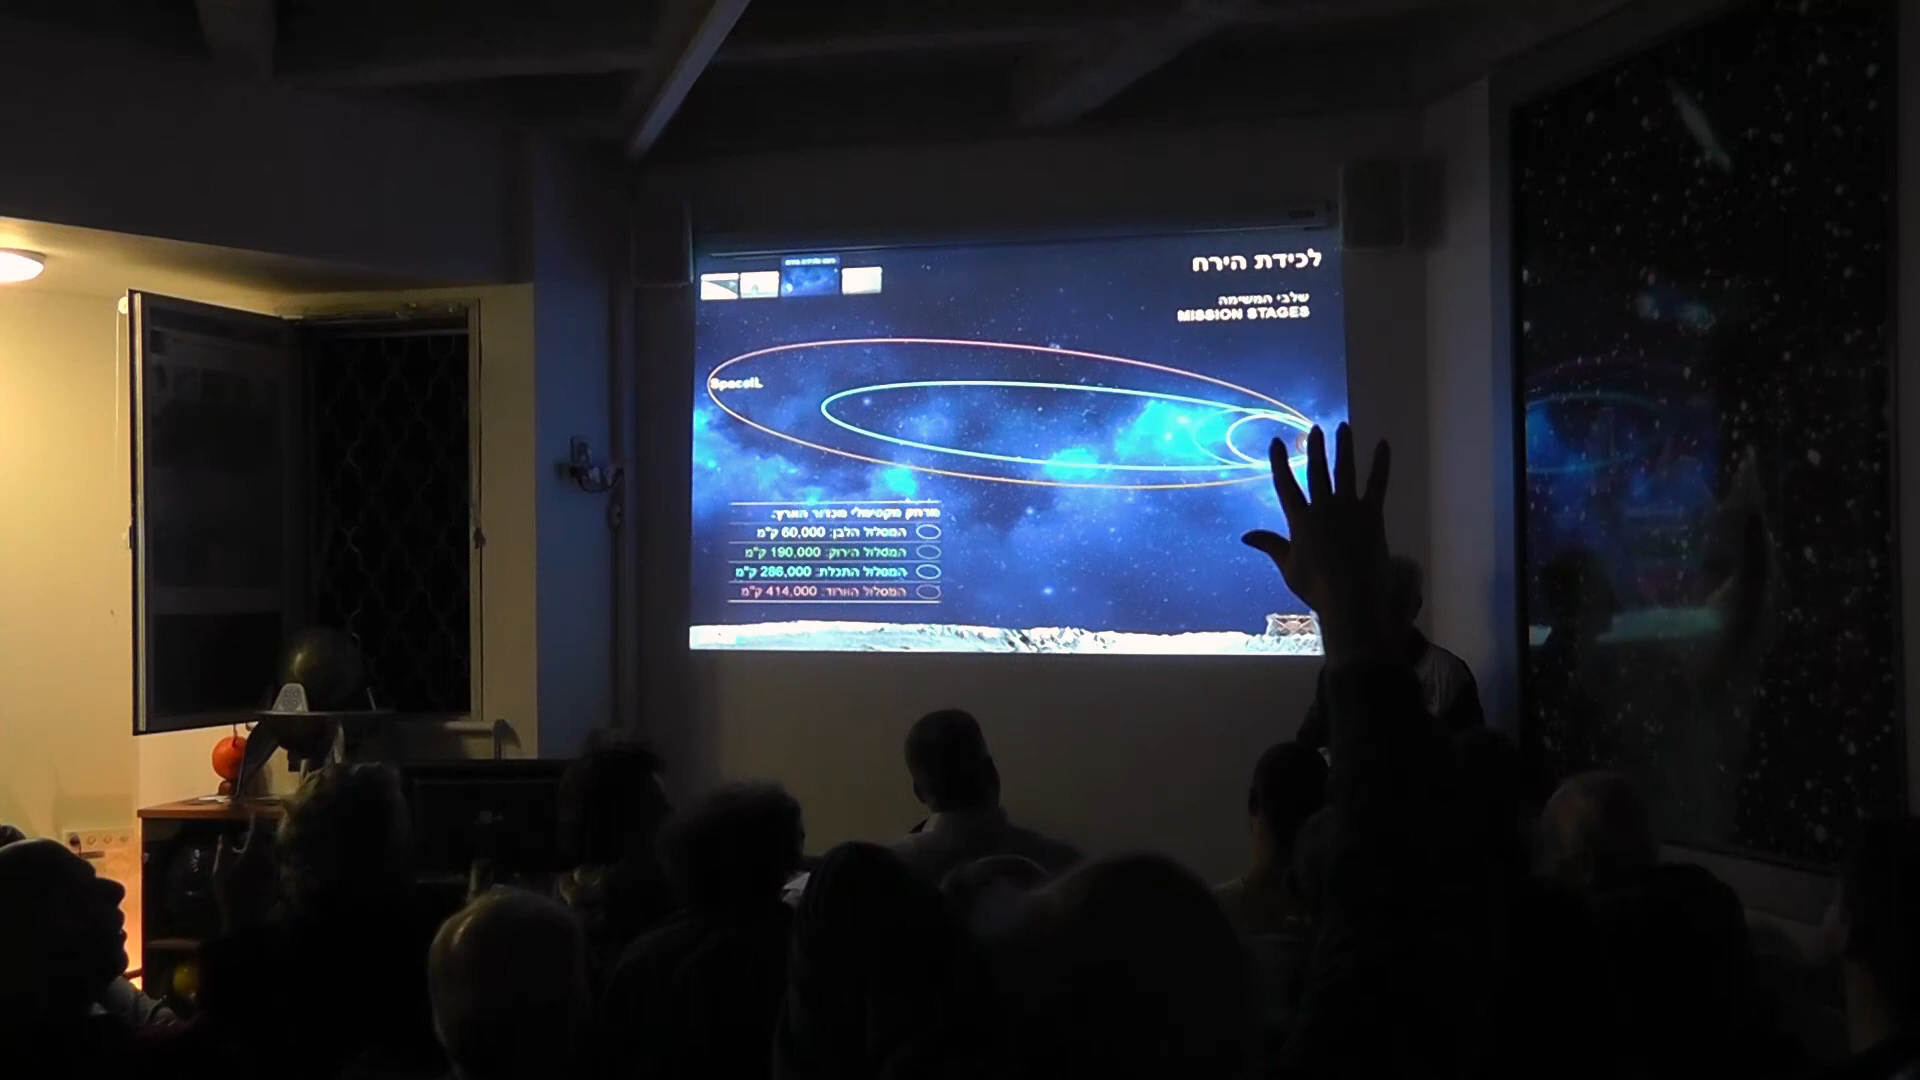 לכידת הירח
שלבי המשימה
MISSION STAGES
SpaceIL
מרחק מקסימלי מכדור הארץ:
המסלול הלבן: 60,000 ק"מ
המסלול הירוק: 190,000 ק"מ
המסלול התכלת: 286,000 ק"מ
המסלול הוורוד: 414,000 ק"מ